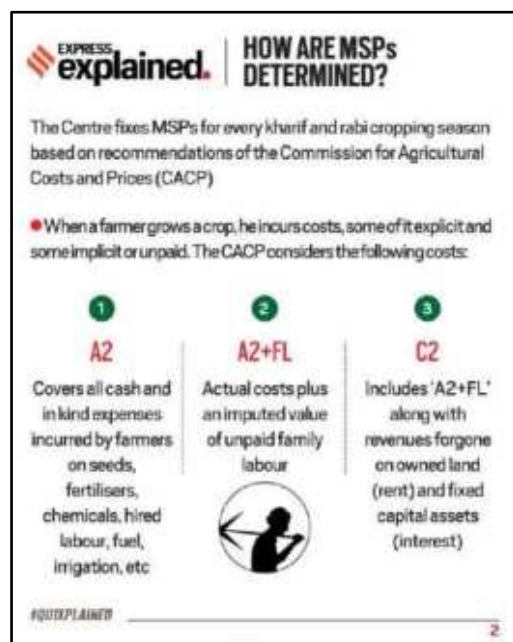 EXPRESS
explained.
HOW ARE MSPs
DETERMINED?
The Centre fixes MSPs for every kharif and rabi cropping season
based on recommendations of the Commission for Agricultural
Costs and Prices (CACP)
● When a farmer grows a crop, he incurs costs, some of it explicit and
some implicit or unpaid. The CACP considers the following costs:
1
A2
Covers all cash and
in kind expenses
incurred by farmers
on seeds,
fertilisers,
chemicals, hired
labour, fuel,
irrigation, etc
2
A2+FL
Actual costs plus
an imputed value
of unpaid family
labour
3
C2
Includes 'A2+FL'
along with
revenues forgone
on owned land
(rent) and fixed
capital assets
(interest)
#QUIXPLAINED
2